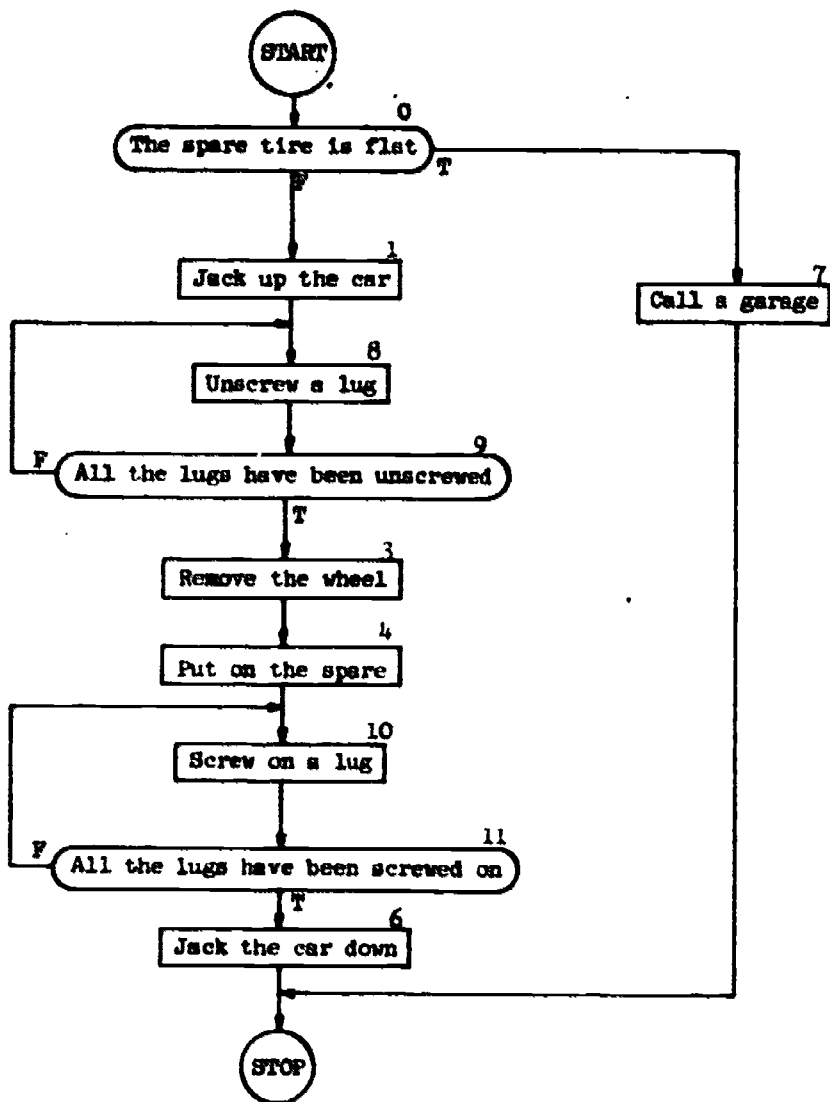 START
0
The spare tire is flat
T
F
1
Jack up the car
7
Call a garage
8
Unscrew a lug
9
F
All the lugs have been unscrewed
T
3
Remove the wheel
4
Put on the spare
10
Screw on a lug
11
F
All the lugs have been screwed on
T
6
Jack the car down
STOP